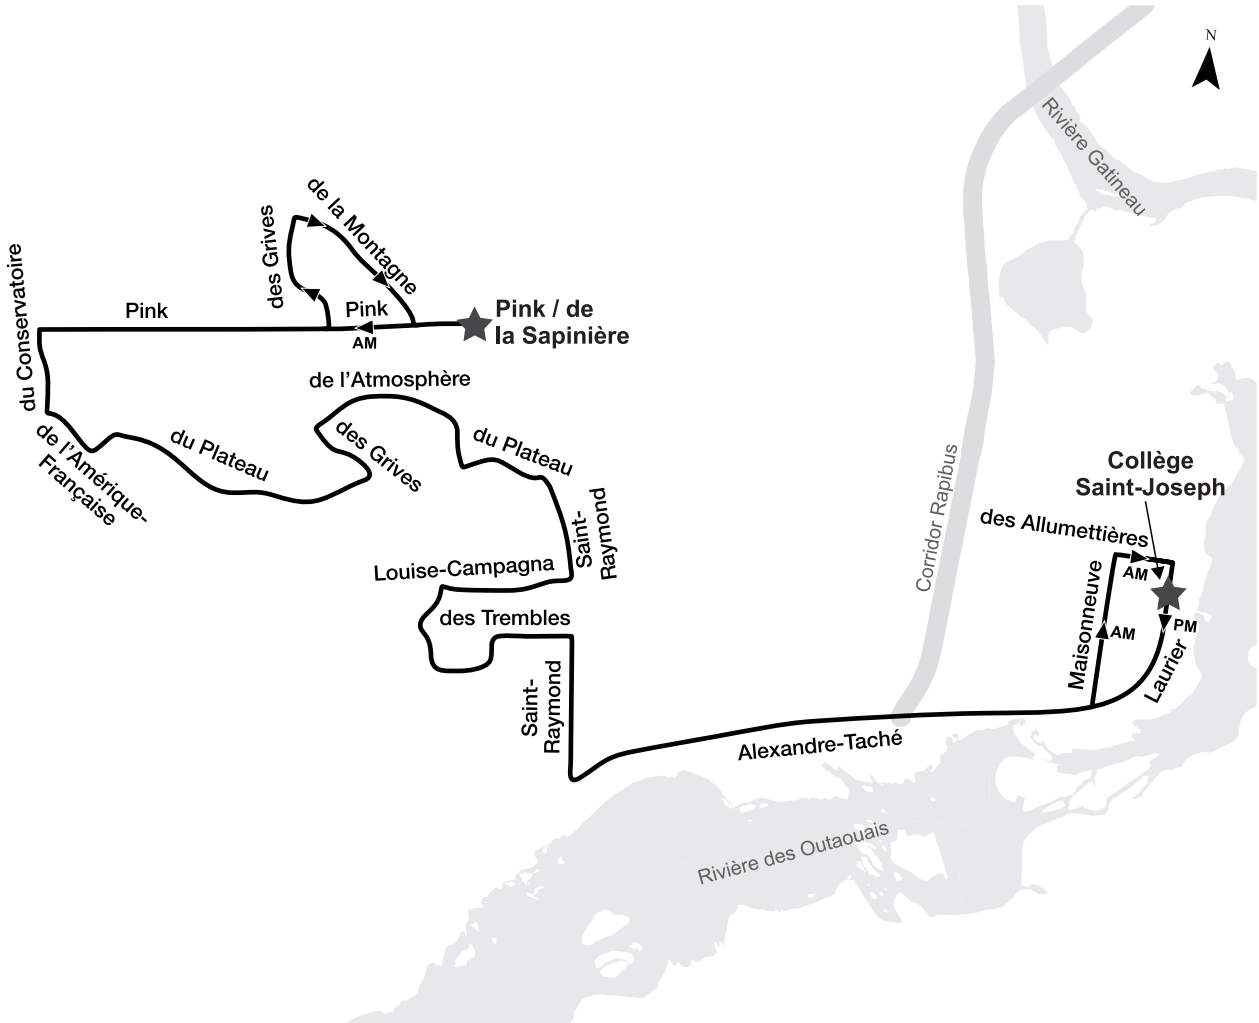 N
Rivière Gatineau
de la Montagne
des Grives
Pink
Pink
AM
Pink / de
la Sapinière
du Conservatoire
de l'Atmosphère
de l'Amérique-
Française
du Plateau
des Grives
du Plateau
Saint-
Raymond
Louise-Campagna
des Trembles
Saint-
Raymond
Corridor Rapibus
Collège
Saint-Joseph
des Allumettières
AM
Maisonneuve
AM
PM
Laurier
Alexandre-Taché
Rivière des Outaouais